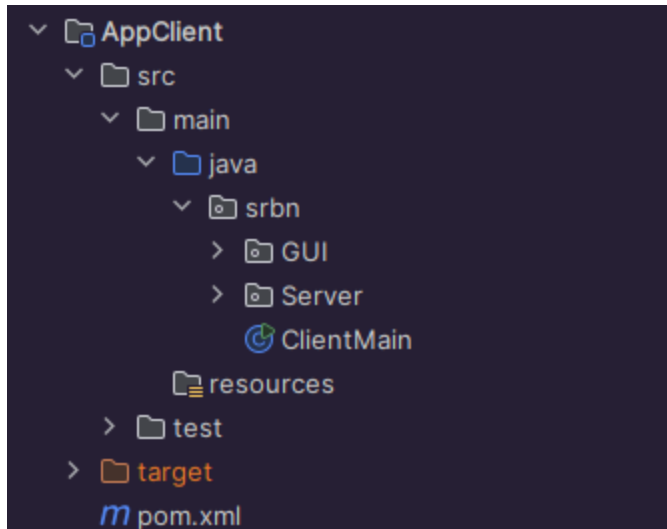 AppClient
src
main
java
srbn
GUI
Server
ClientMain
resources
test
target
m pom.xml